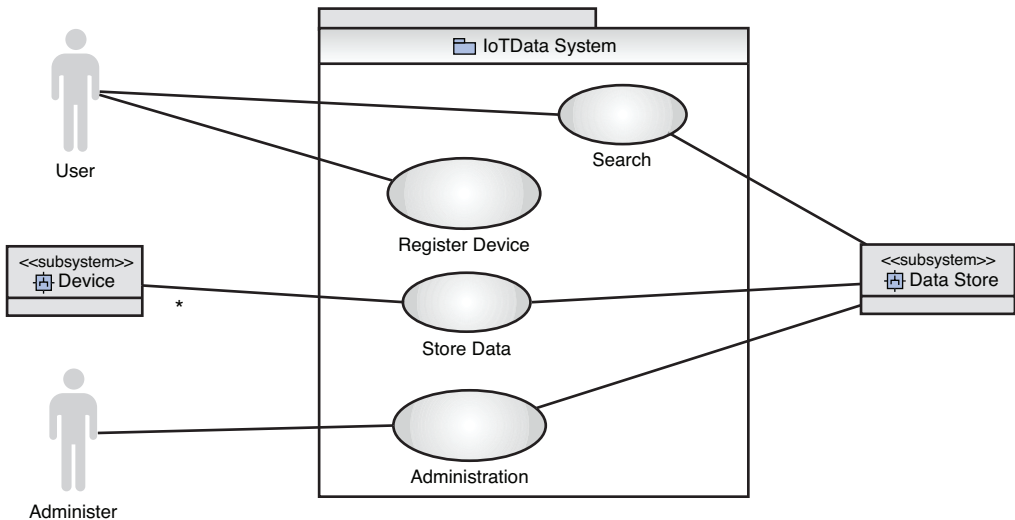 IoTData System
Search
User
Register Device
<<subsystem>>
Device
*
<<subsystem>>
Data Store
Store Data
Administration
Administer